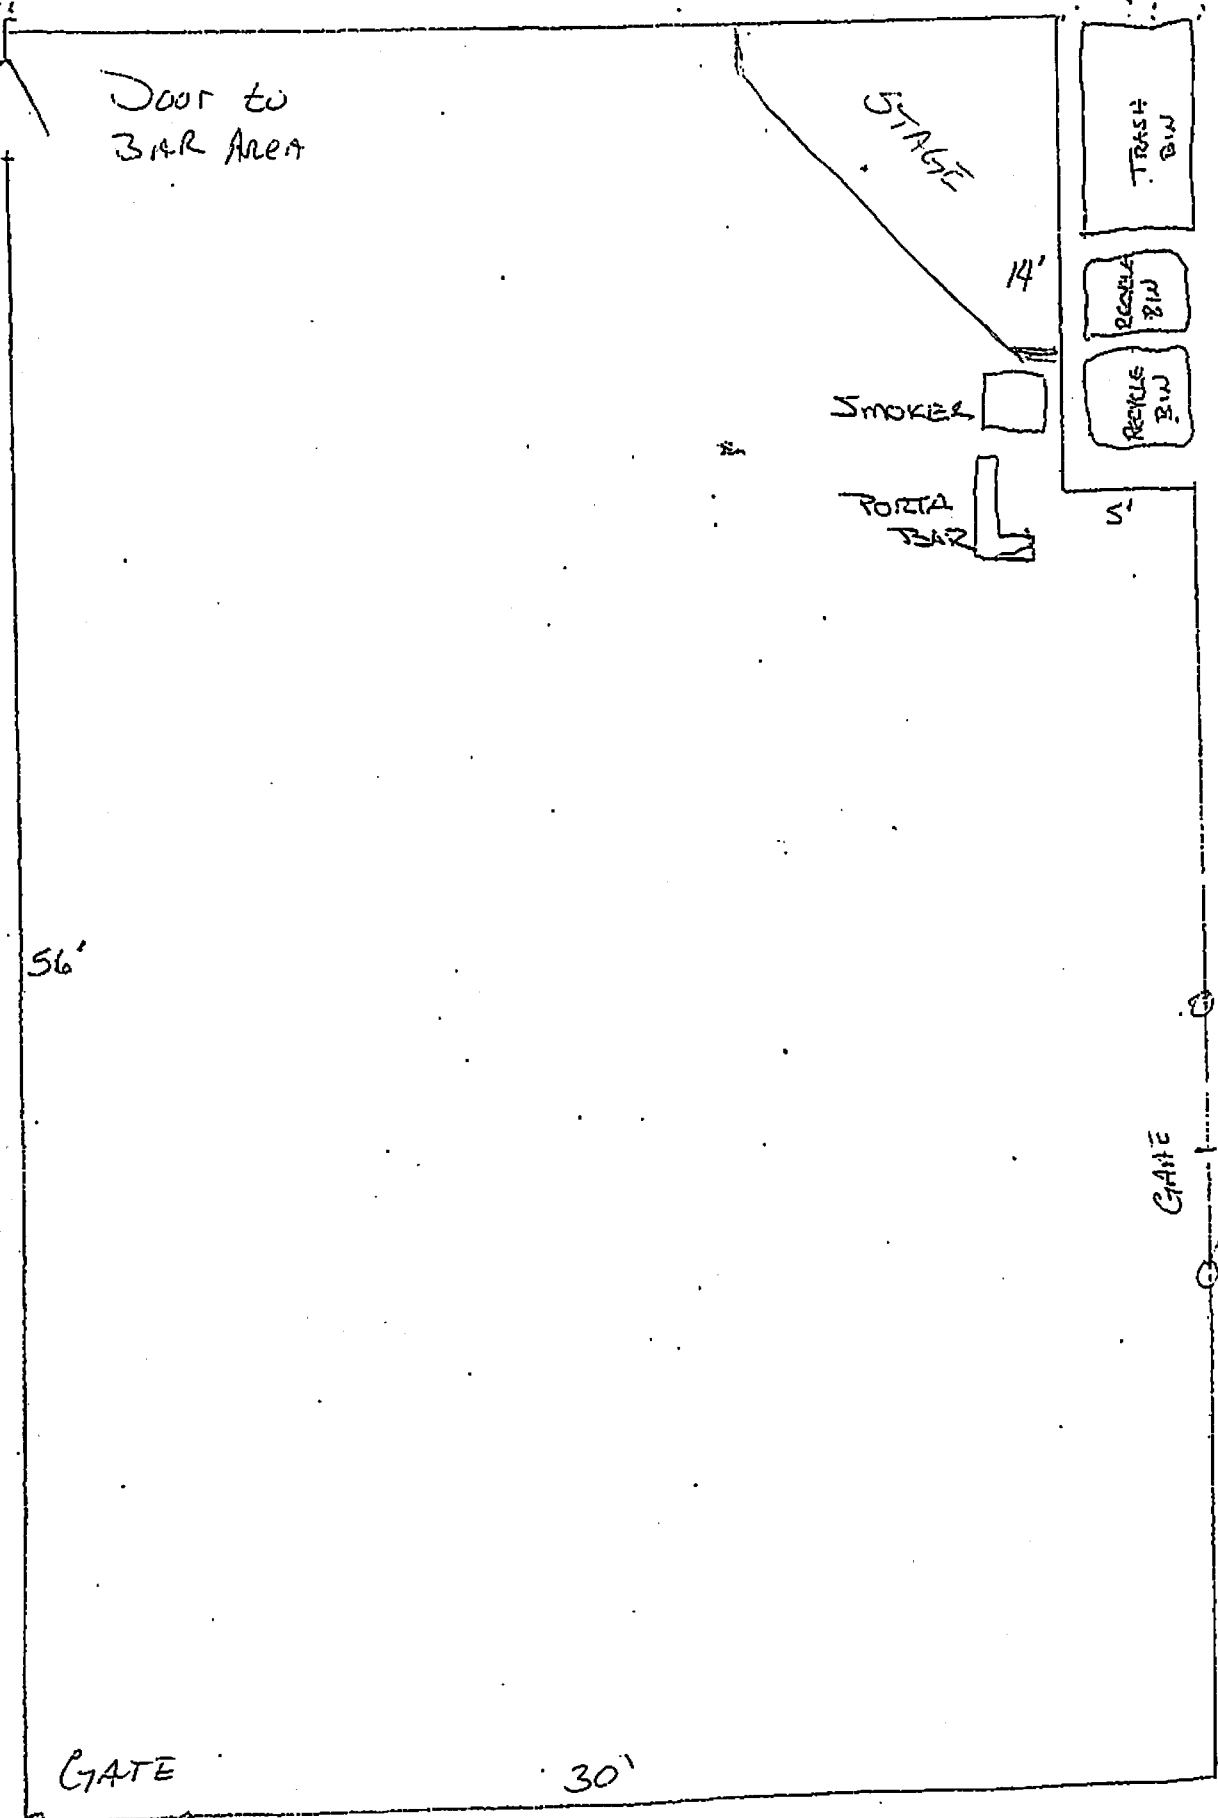 Door to
BAR AreA
STAGE
TRASH
BIN
14'
RECYCLE
BIN
RECYCLE
BIN
SMOKER
PORTA
BAR
5'
56'
GATE
GATE
30'